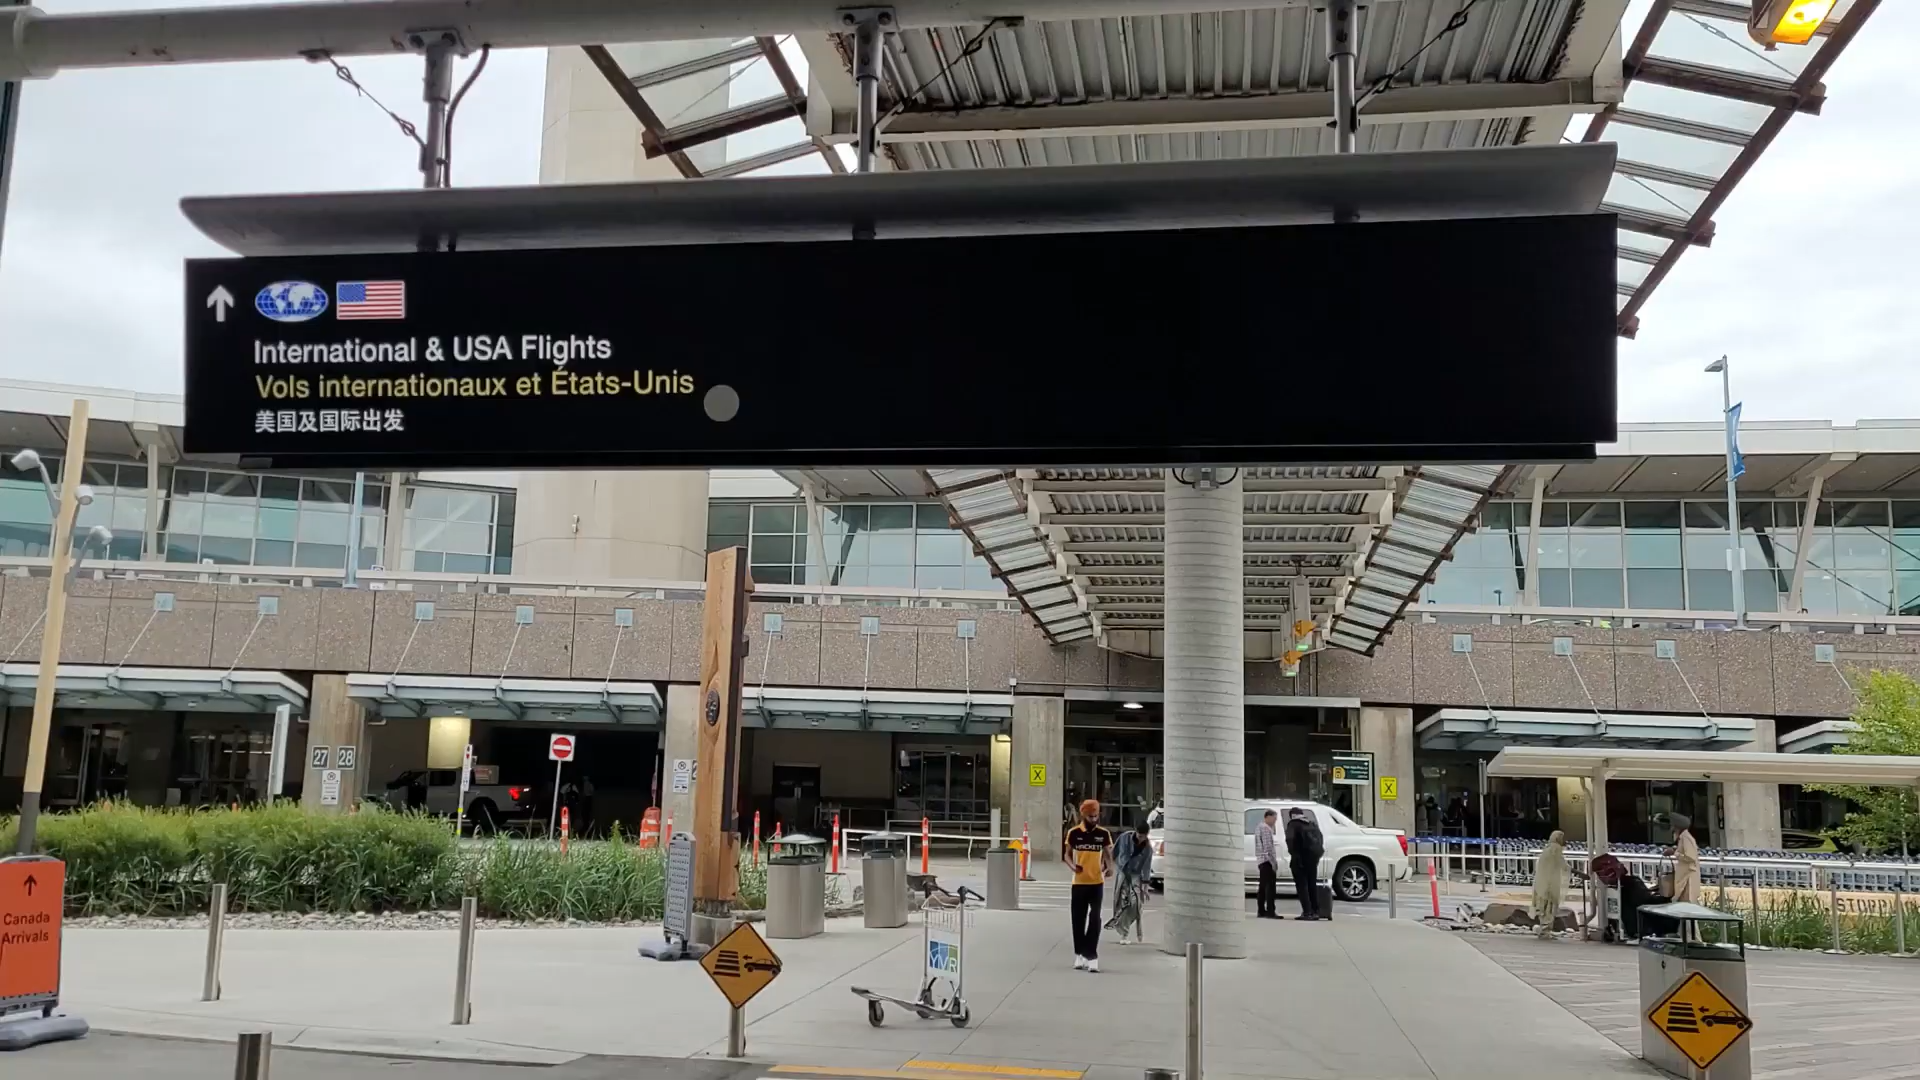 International & USA Flights
Vols internationaux et États-Unis
美国及国际出发
27
28
HACKETT
YVR
Canada
Arrivals